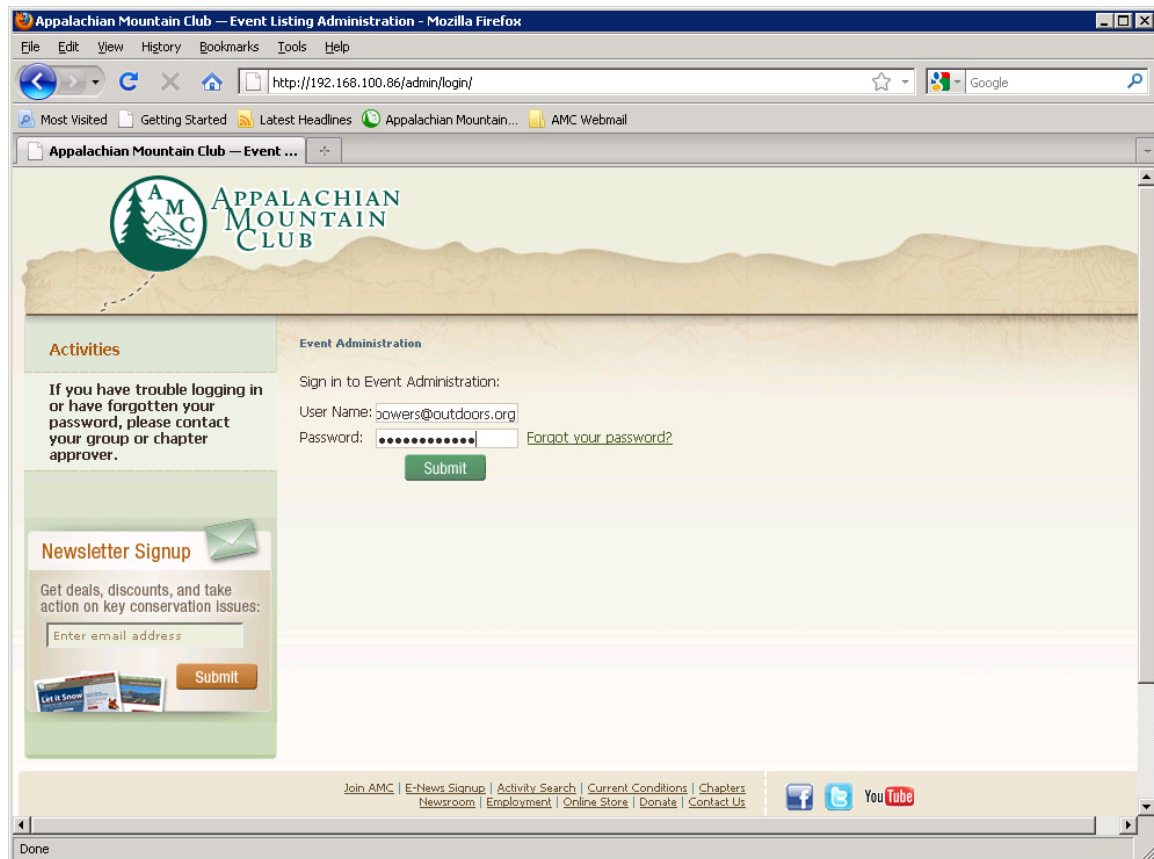 Appalachian Mountain Club — Event Listing Administration - Mozilla Firefox
File Edit View History Bookmarks Tools Help
http://192.168.100.86/admin/login/
Google
Most Visited Getting Started Latest Headlines Appalachian Mountain... AMC Webmail
Appalachian Mountain Club — Event ...
AMC
APPALACHIAN
MOUNTAIN
CLUB
Activities
If you have trouble logging in
or have forgotten your
password, please contact
your group or chapter
approver.
Event Administration
Sign in to Event Administration:
User Name: bowers@outdoors.org
Password: ●●●●●●●●●●●● Forgot your password?
Submit
Newsletter Signup
Get deals, discounts, and take
action on key conservation issues:
Enter email address
Submit
Let it Snow
Join AMC | E-News Signup | Activity Search | Current Conditions | Chapters
Newsroom | Employment | Online Store | Donate | Contact Us
You Tube
Done